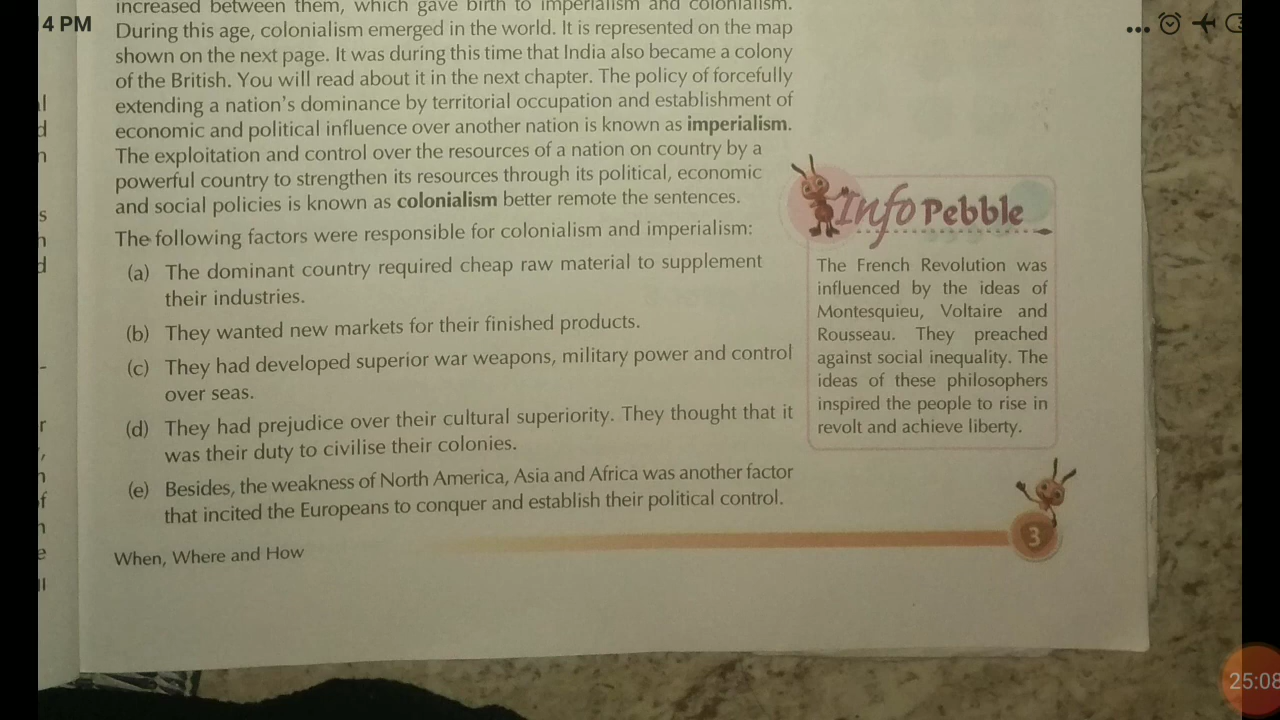 4 PM
increased between them, which gave birth to imperialism and colonialism.
During this age, colonialism emerged in the world. It is represented on the map
shown on the next page. It was during this time that India also became a colony
of the British. You will read about it in the next chapter. The policy of forcefully
extending a nation's dominance by territorial occupation and establishment of
economic and political influence over another nation is known as imperialism.
The exploitation and control over the resources of a nation on country by a
powerful country to strengthen its resources through its political, economic
and social policies is known as colonialism better remote the sentences.
The following factors were responsible for colonialism and imperialism:
(a) The dominant country required cheap raw material to supplement
their industries.
(b) They wanted new markets for their finished products.
(c) They had developed superior war weapons, military power and control
over seas.
(d) They had prejudice over their cultural superiority. They thought that it
was their duty to civilise their colonies.
(e) Besides, the weakness of North America, Asia and Africa was another factor
that incited the Europeans to conquer and establish their political control.
Info Pebble
The French Revolution was
influenced by the ideas of
Montesquieu, Voltaire and
Rousseau. They preached
against social inequality. The
ideas of these philosophers
inspired the people to rise in
revolt and achieve liberty.
When, Where and How
3
25:08